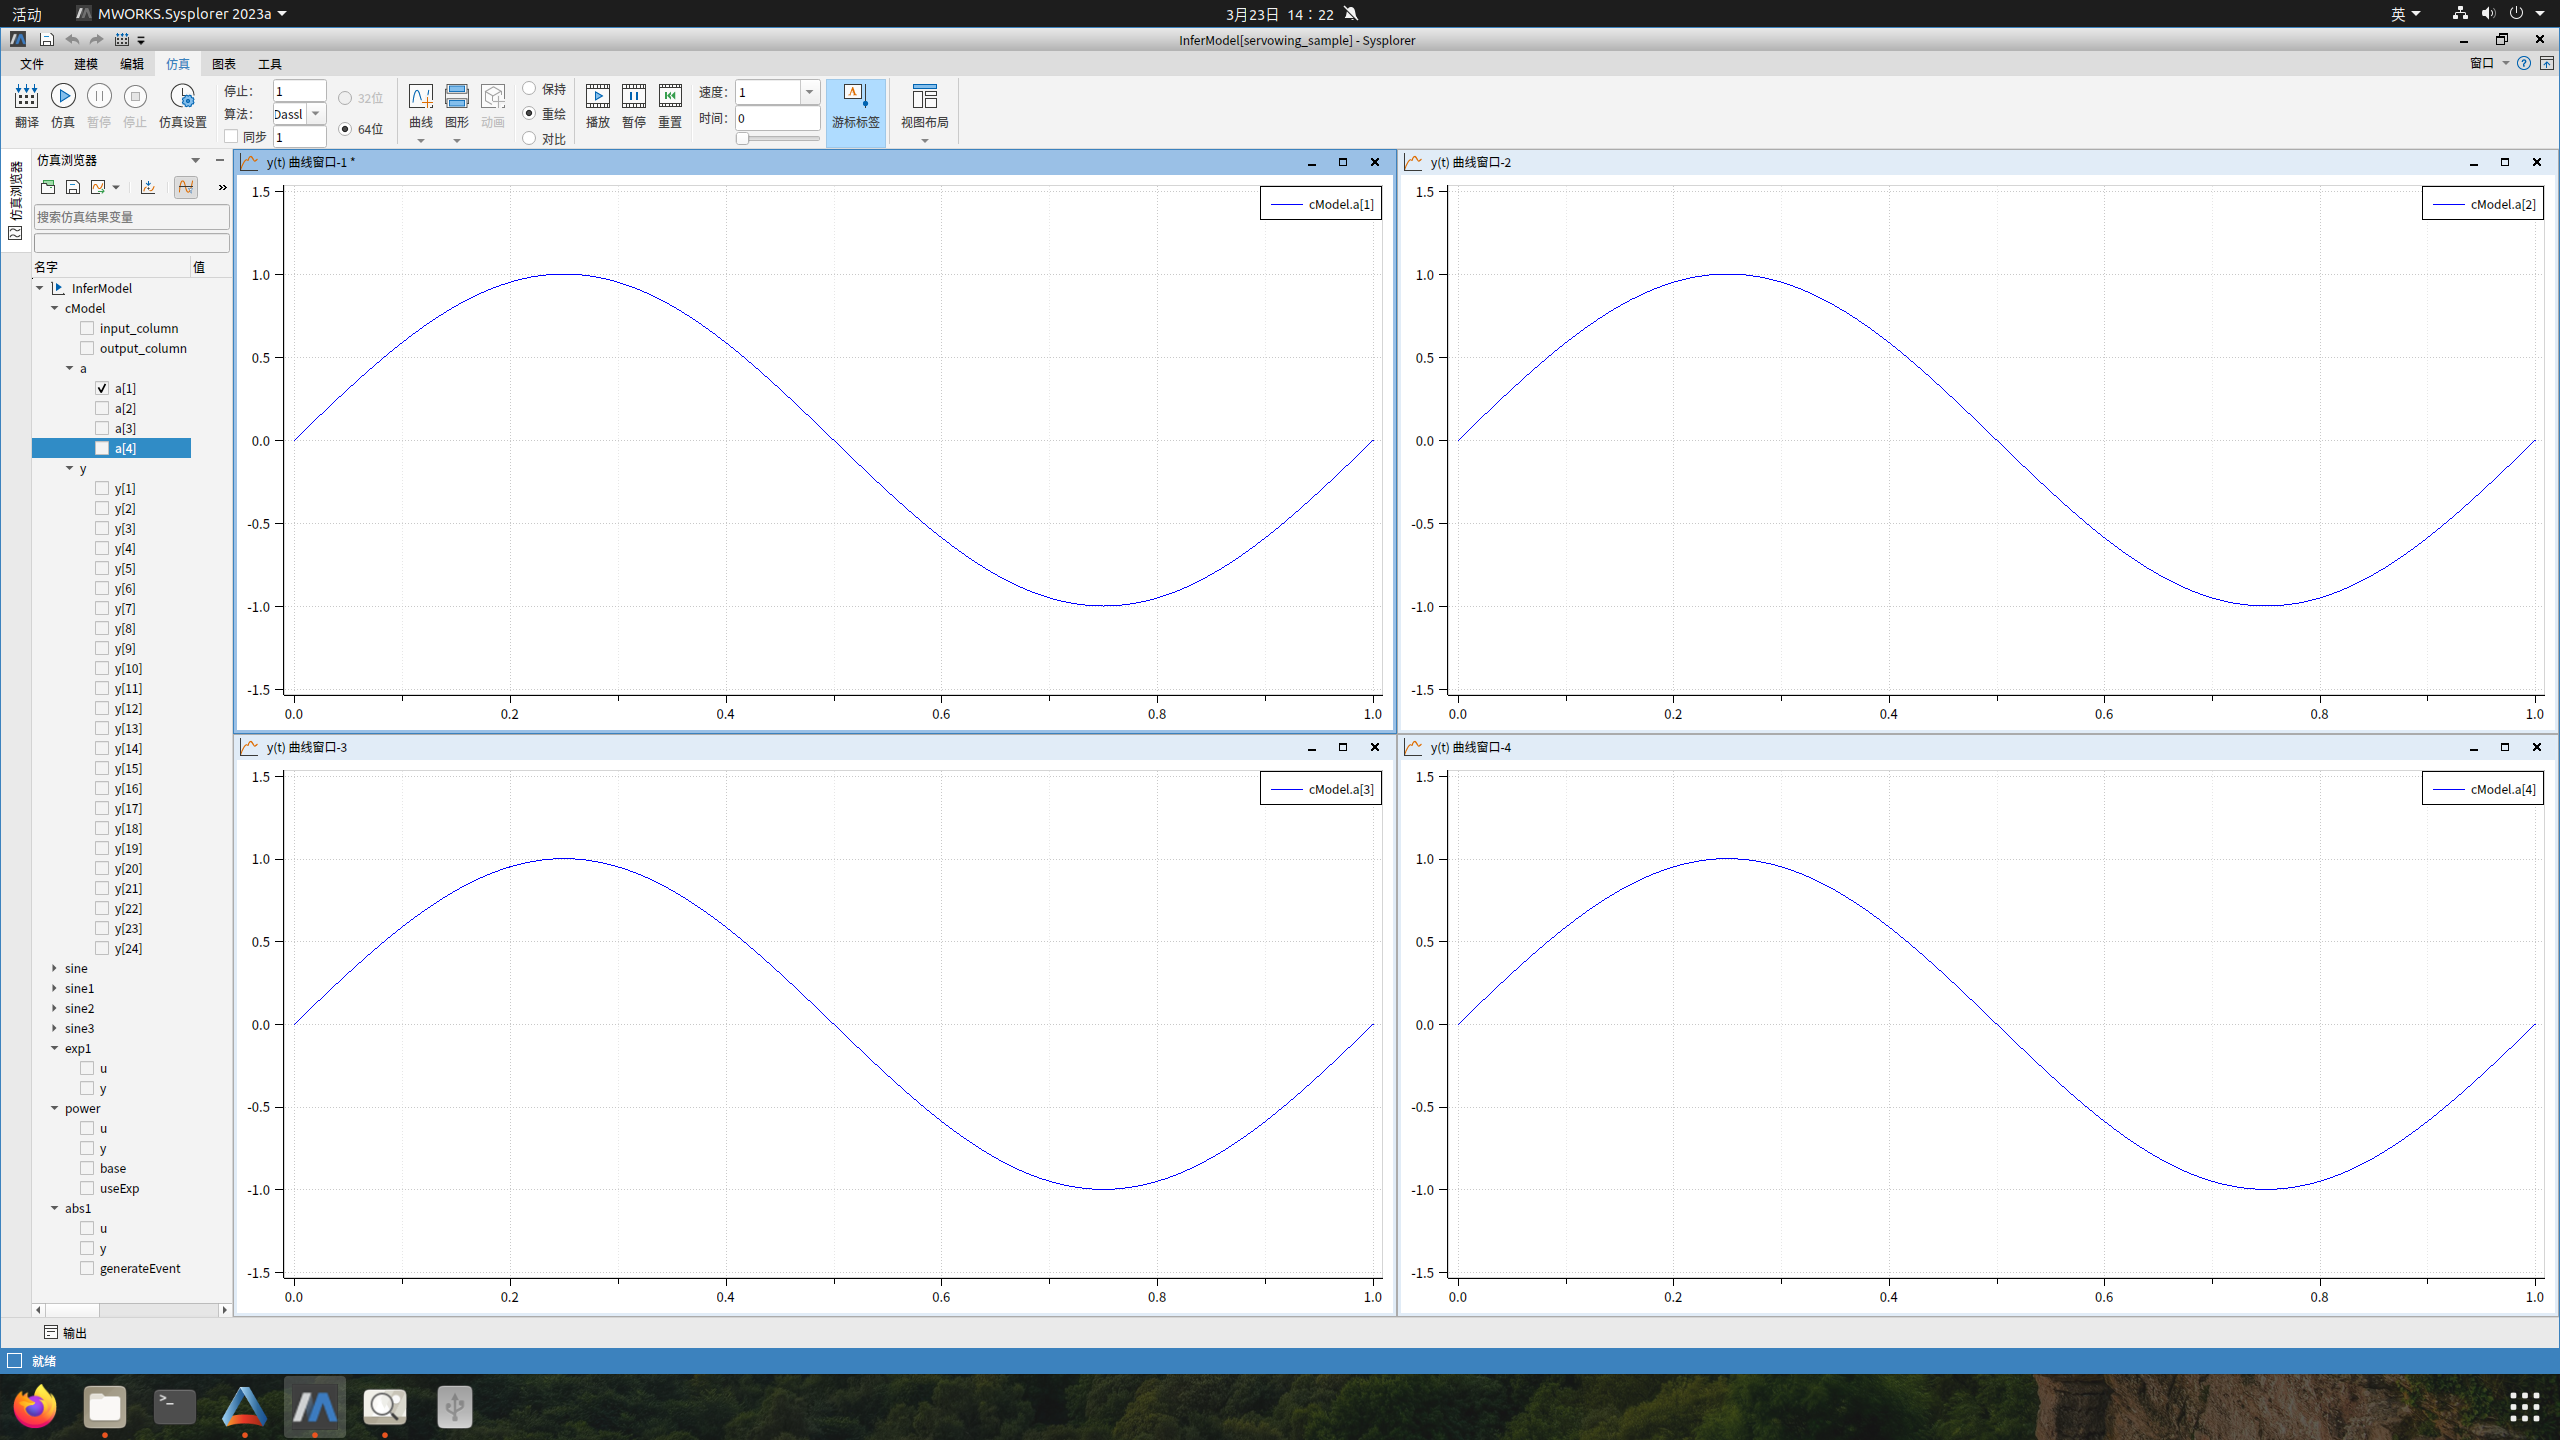 活动 MWORKS.Sysplorer 2023a 3月23日 14：22 英
InferModel[servowing_sample] - Sysplorer
文件 建模 编辑 仿真 图表 工具 窗口
翻译 仿真 暂停 停止 仿真设置
停止： 1
算法： Dassl
同步 1
32位
64位
曲线 图形 动画
保持
重绘
对比
播放 暂停 重置
速度： 1
时间： 0
游标标签 视图布局
仿真浏览器
仿真浏览器
搜索仿真结果变量
名字 值
InferModel
cModel
input_column
output_column
a
a[1]
a[2]
a[3]
a[4]
y
y[1]
y[2]
y[3]
y[4]
y[5]
y[6]
y[7]
y[8]
y[9]
y[10]
y[11]
y[12]
y[13]
y[14]
y[15]
y[16]
y[17]
y[18]
y[19]
y[20]
y[21]
y[22]
y[23]
y[24]
sine
sine1
sine2
sine3
exp1
u
y
power
u
y
base
useExp
abs1
u
y
generateEvent
y(t) 曲线窗口-1 *
cModel.a[1]
1.5
1.0
0.5
0.0
-0.5
-1.0
-1.5
0.0 0.2 0.4 0.6 0.8 1.0
y(t) 曲线窗口-2
cModel.a[2]
1.5
1.0
0.5
0.0
-0.5
-1.0
-1.5
0.0 0.2 0.4 0.6 0.8 1.0
y(t) 曲线窗口-3
cModel.a[3]
1.5
1.0
0.5
0.0
-0.5
-1.0
-1.5
0.0 0.2 0.4 0.6 0.8 1.0
y(t) 曲线窗口-4
cModel.a[4]
1.5
1.0
0.5
0.0
-0.5
-1.0
-1.5
0.0 0.2 0.4 0.6 0.8 1.0
输出
就绪